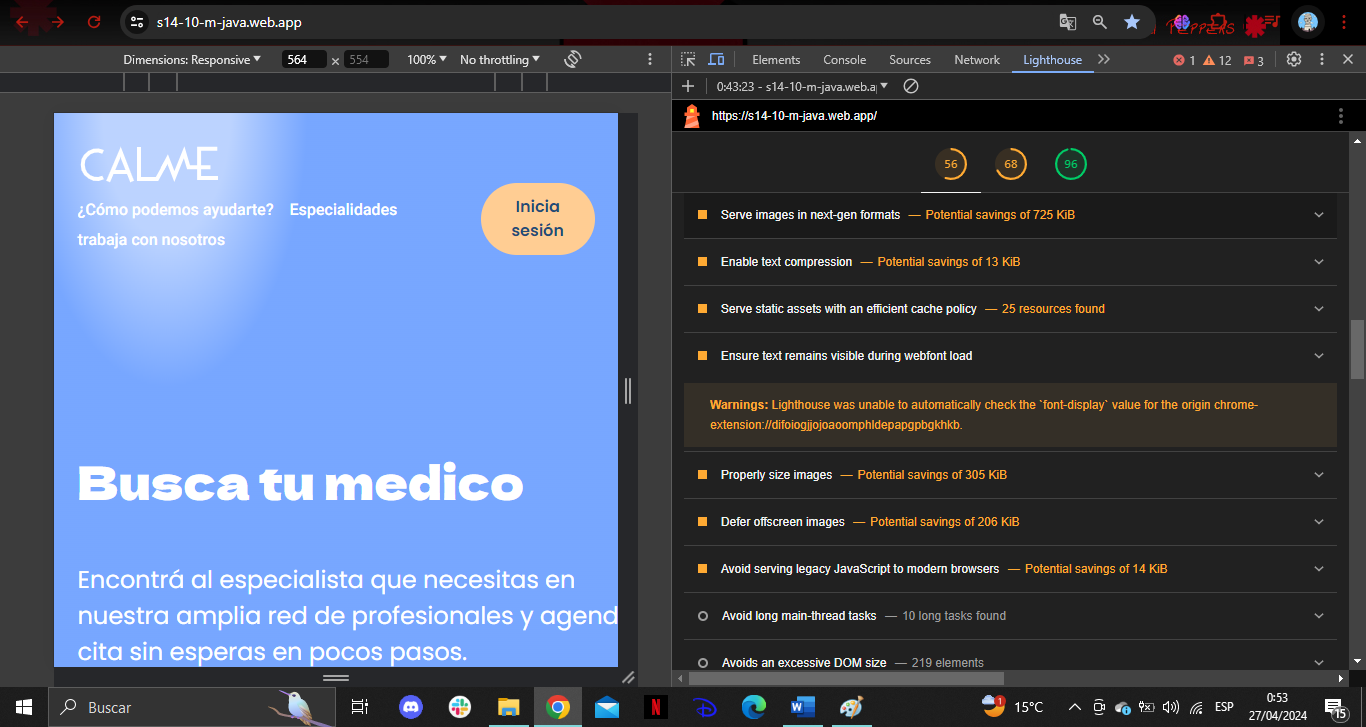 s14-10-m-java.web.app
PEPPERS
Dimensions: Responsive
564
×
554
100%
No throttling
Elements
Console
Sources
Network
Lighthouse
1
12
3
0:43:23 - s14-10-m-java.web.a
https://s14-10-m-java.web.app/
56
68
96
CALME
¿Cómo podemos ayudarte?
Especialidades
trabaja con nosotros
Inicia
sesión
Busca tu medico
Encontrá al especialista que necesitas en
nuestra amplia red de profesionales y agend
cita sin esperas en pocos pasos.
Serve images in next-gen formats — Potential savings of 725 KiB
Enable text compression — Potential savings of 13 KiB
Serve static assets with an efficient cache policy — 25 resources found
Ensure text remains visible during webfont load
Warnings: Lighthouse was unable to automatically check the `font-display` value for the origin chrome-
extension://difoiogjjojoaoomphldepapgpbgkhkb.
Properly size images — Potential savings of 305 KiB
Defer offscreen images — Potential savings of 206 KiB
Avoid serving legacy JavaScript to modern browsers — Potential savings of 14 KiB
Avoid long main-thread tasks — 10 long tasks found
Avoids an excessive DOM size — 219 elements
Buscar
1
15°C
ESP
0:53
27/04/2024
15